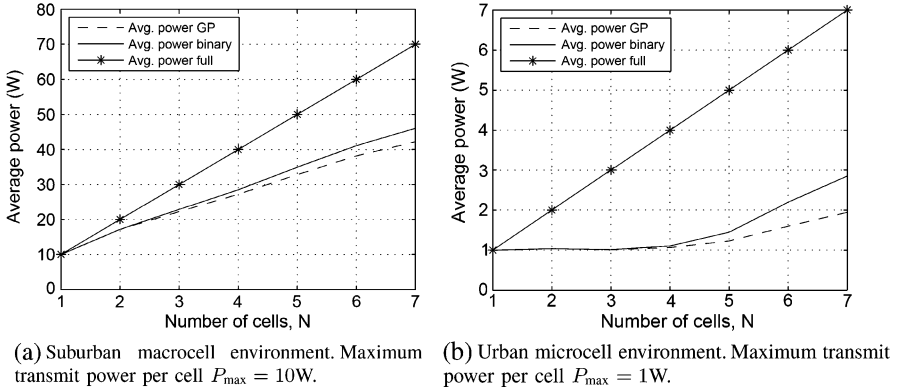 Avg. power GP
Avg. power binary
Avg. power full
80
70
60
50
40
30
20
10
0
Average power (W)
1 2 3 4 5 6 7
Number of cells, N
(a) Suburban macrocell environment. Maximum
transmit power per cell Pmax = 10W.
Avg. power GP
Avg. power binary
Avg. power full
7
6
5
4
3
2
1
0
Average power (W)
1 2 3 4 5 6 7
Number of cells, N
(b) Urban microcell environment. Maximum transmit
power per cell Pmax = 1W.